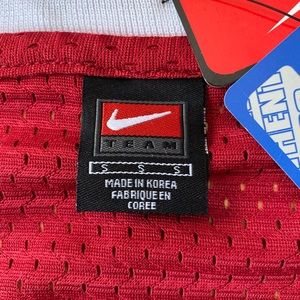 TEAM
S S S S
MADE IN KOREA
FABRIQUE EN
COREE